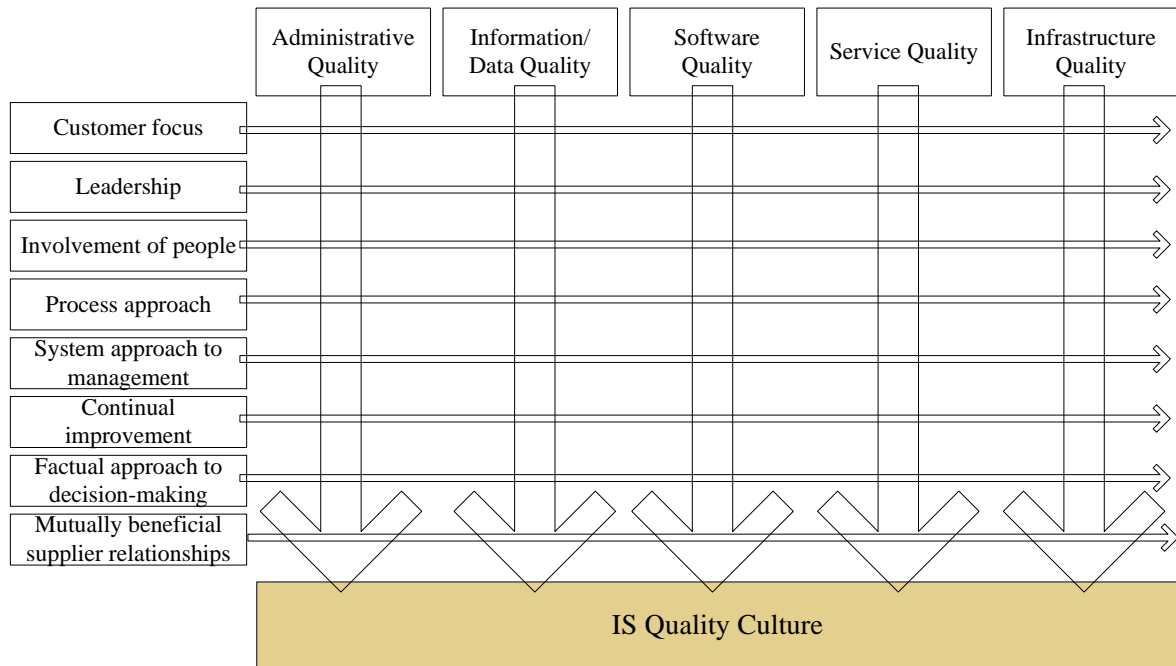 Administrative
Quality
Information/
Data Quality
Software
Quality
Service Quality
Infrastructure
Quality
Customer focus
Leadership
Involvement of people
Process approach
System approach to
management
Continual
improvement
Factual approach to
decision-making
Mutually beneficial
supplier relationships
IS Quality Culture